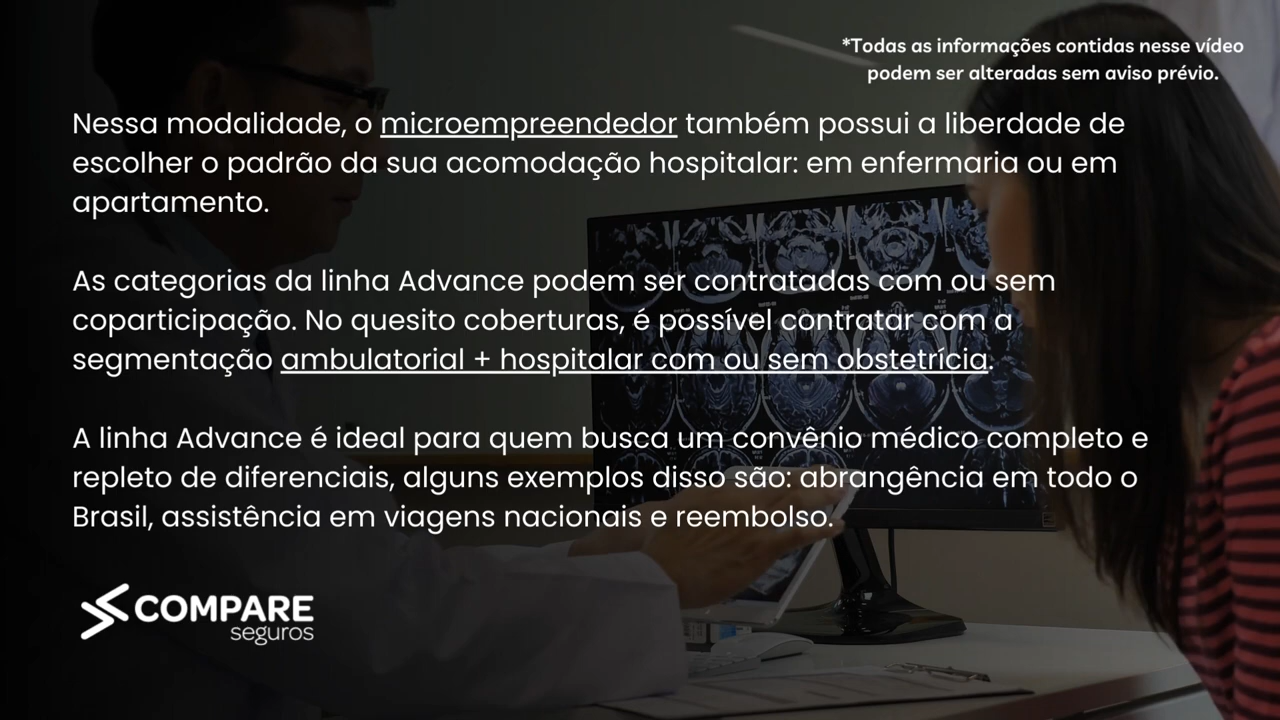 *Todas as informações contidas nesse vídeo
podem ser alteradas sem aviso prévio.
Nessa modalidade, o microempreendedor também possui a liberdade de
escolher o padrão da sua acomodação hospitalar: em enfermaria ou em
apartamento.
As categorias da linha Advance podem ser contratadas com ou sem
coparticipação. No quesito coberturas, é possível contratar com a
segmentação ambulatorial + hospitalar com ou sem obstetrícia.
A linha Advance é ideal para quem busca um convênio médico completo e
repleto de diferenciais, alguns exemplos disso são: abrangência em todo o
Brasil, assistência em viagens nacionais e reembolso.
COMPARE
seguros